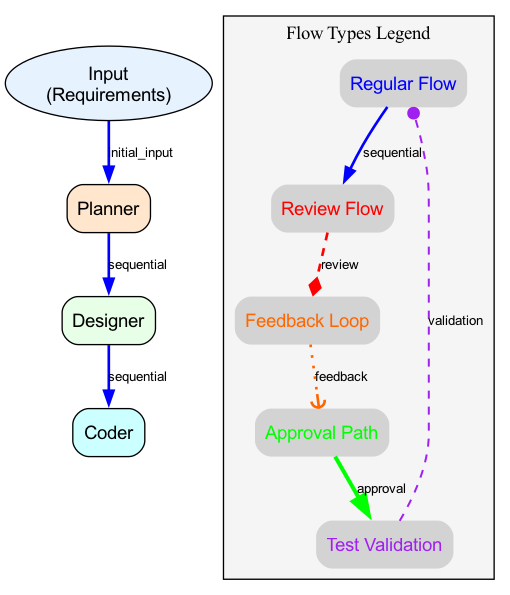 Input
(Requirements)
initial_input
Planner
sequential
Designer
sequential
Coder
Flow Types Legend
Regular Flow
sequential
Review Flow
review
Feedback Loop
validation
feedback
Approval Path
approval
Test Validation